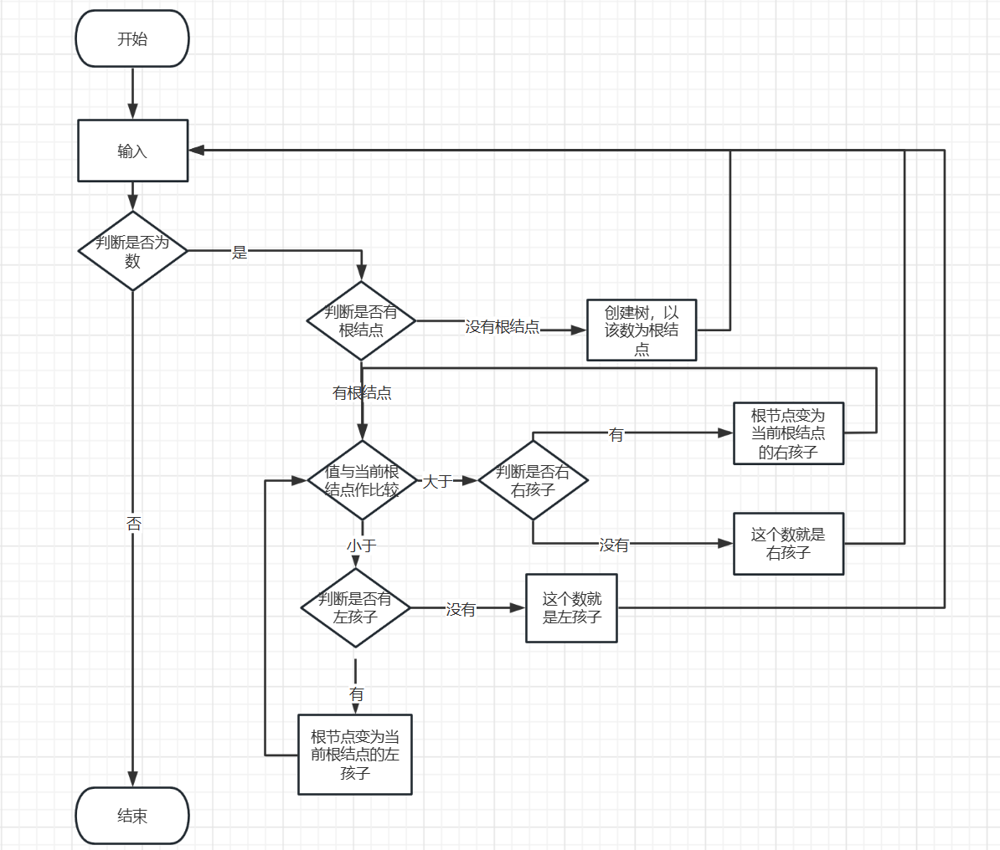 开始
输入
判断是否为
数
是
判断是否有
根结点
没有根结点
创建树，以
该数为根结
点
有根结点
值与当前根
结点作比较
大于
判断是否右
右孩子
有
根节点变为
当前根结点
的右孩子
没有
这个数就是
右孩子
小于
判断是否有
左孩子
没有
这个数就
是左孩子
有
根节点变为当
前根结点的左
孩子
否
结束